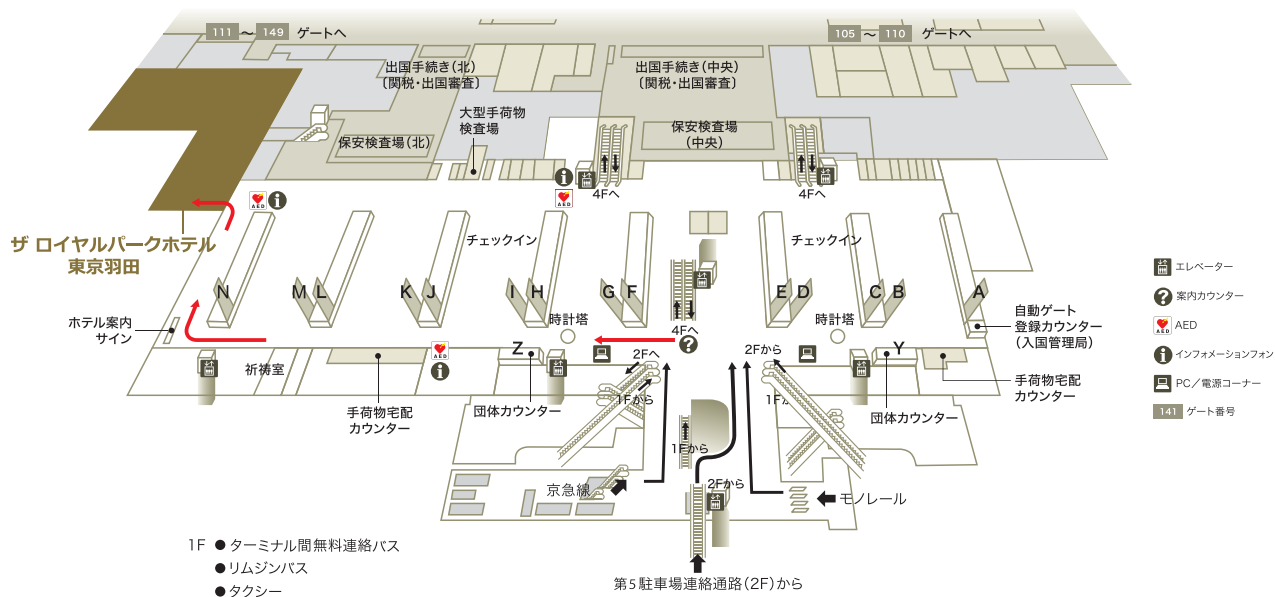 111 ～ 149 ゲートへ
105 ～ 110 ゲートへ
出国手続き（北）
〔関税・出国審査〕
出国手続き（中央）
〔関税・出国審査〕
大型手荷物
検査場
保安検査場（北）
保安検査場
（中央）
4Fへ
4Fへ
AED
AED
ザ ロイヤルパークホテル
東京羽田
チェックイン
チェックイン
N
M
L
K
J
I
H
G
F
E
D
C
B
A
エレベーター
案内カウンター
AED
AED
インフォメーションフォン
PC／電源コーナー
141 ゲート番号
ホテル案内
サイン
時計塔
4Fへ
時計塔
自動ゲート
登録カウンター
（入国管理局）
Z
Y
AED
2Fへ
2Fから
祈祷室
1Fから
1Fか
手荷物宅配
カウンター
団体カウンター
団体カウンター
手荷物宅配
カウンター
1Fから
2Fから
京急線
モノレール
1F ●ターミナル間無料連絡バス
●リムジンバス
●タクシー
第5駐車場連絡通路（2F）から